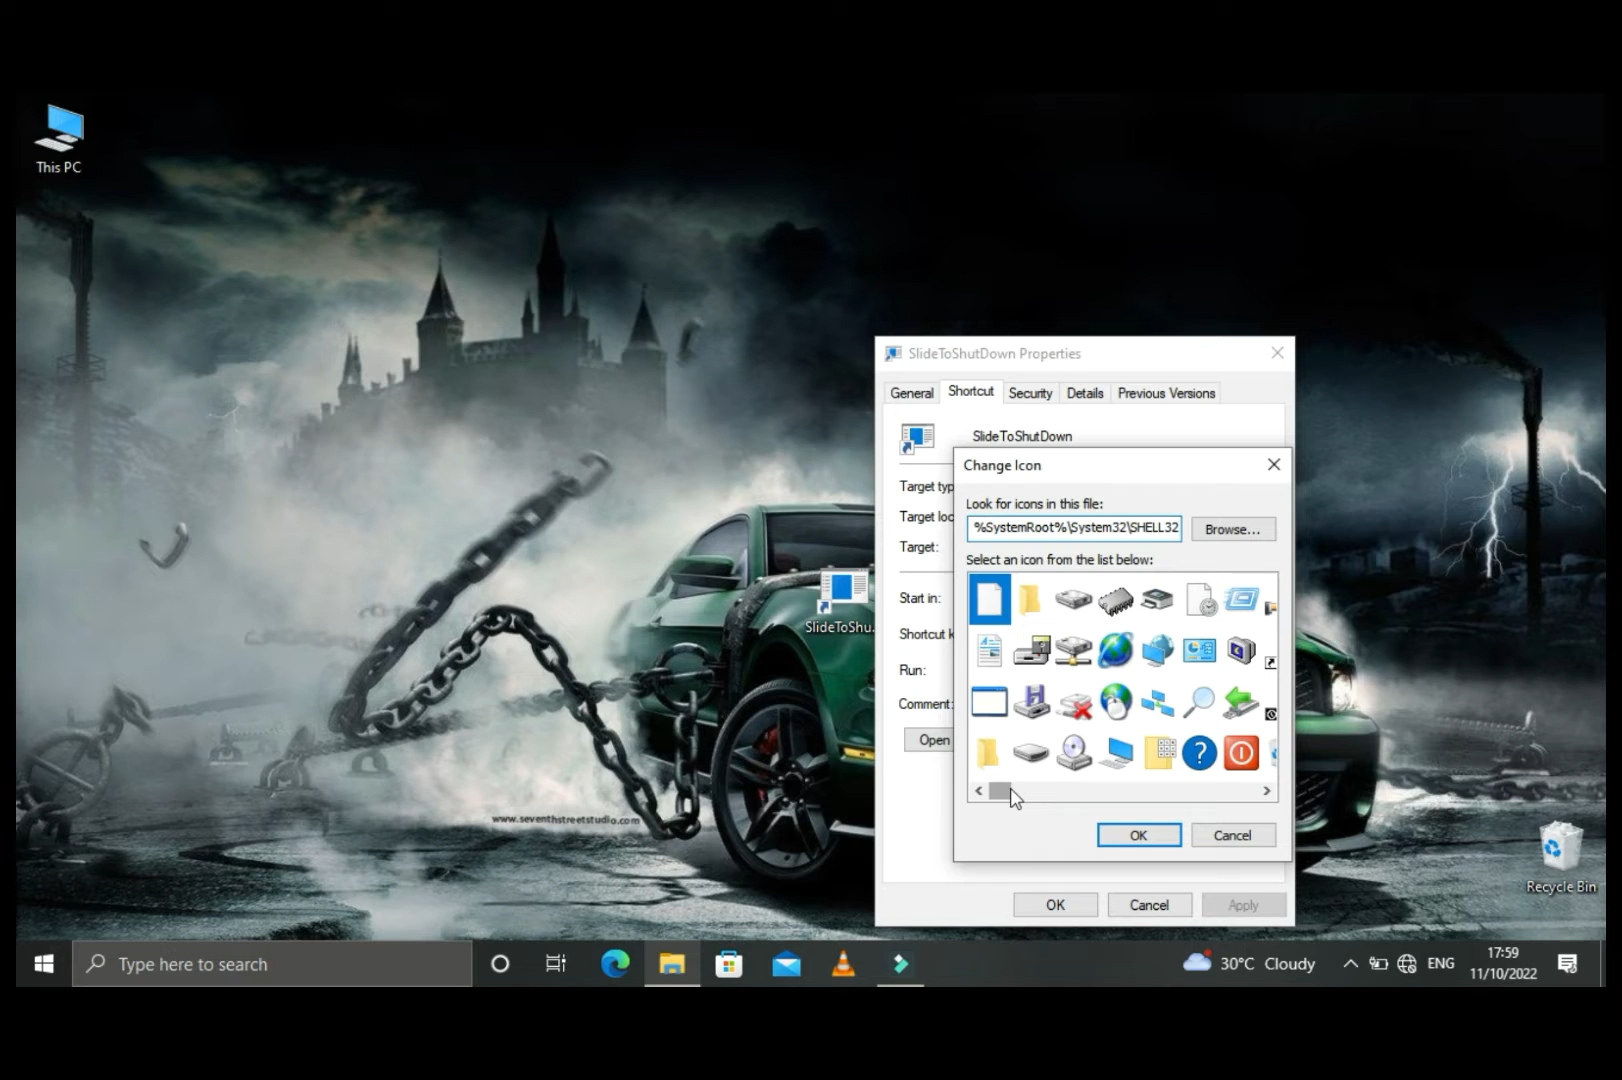 This PC
SlideToShutDown Properties
General Shortcut Security Details Previous Versions
SlideToShutDown
Change Icon
Look for icons in this file:
%SystemRoot%\System32\SHELL32
Browse...
Select an icon from the list below:
Target typ
Target loc
Target:
Start in:
Shortcut k
Run:
Comment:
Open
OK Cancel
OK Cancel Apply
SlideToShu...
www.seventhstreetstudio.com
Recycle Bin
Type here to search
30°C Cloudy
ENG
17:59
11/10/2022